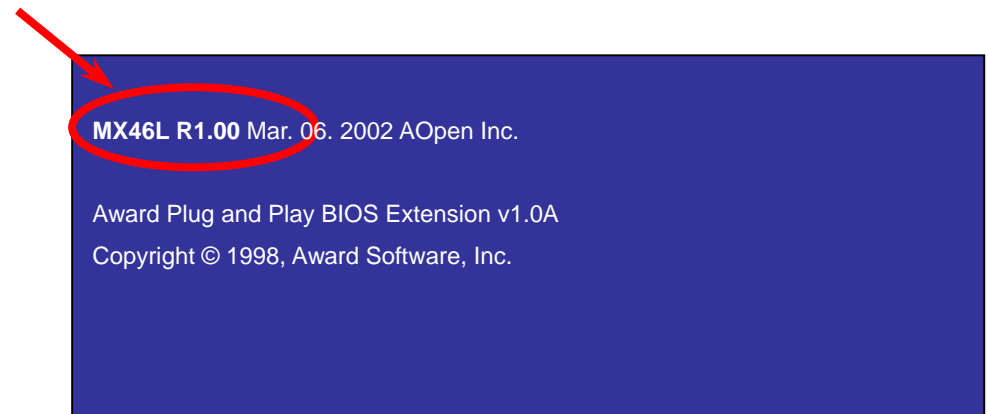 MX46L R1.00 Mar. 06. 2002 AOpen Inc.
Award Plug and Play BIOS Extension v1.0A
Copyright © 1998, Award Software, Inc.